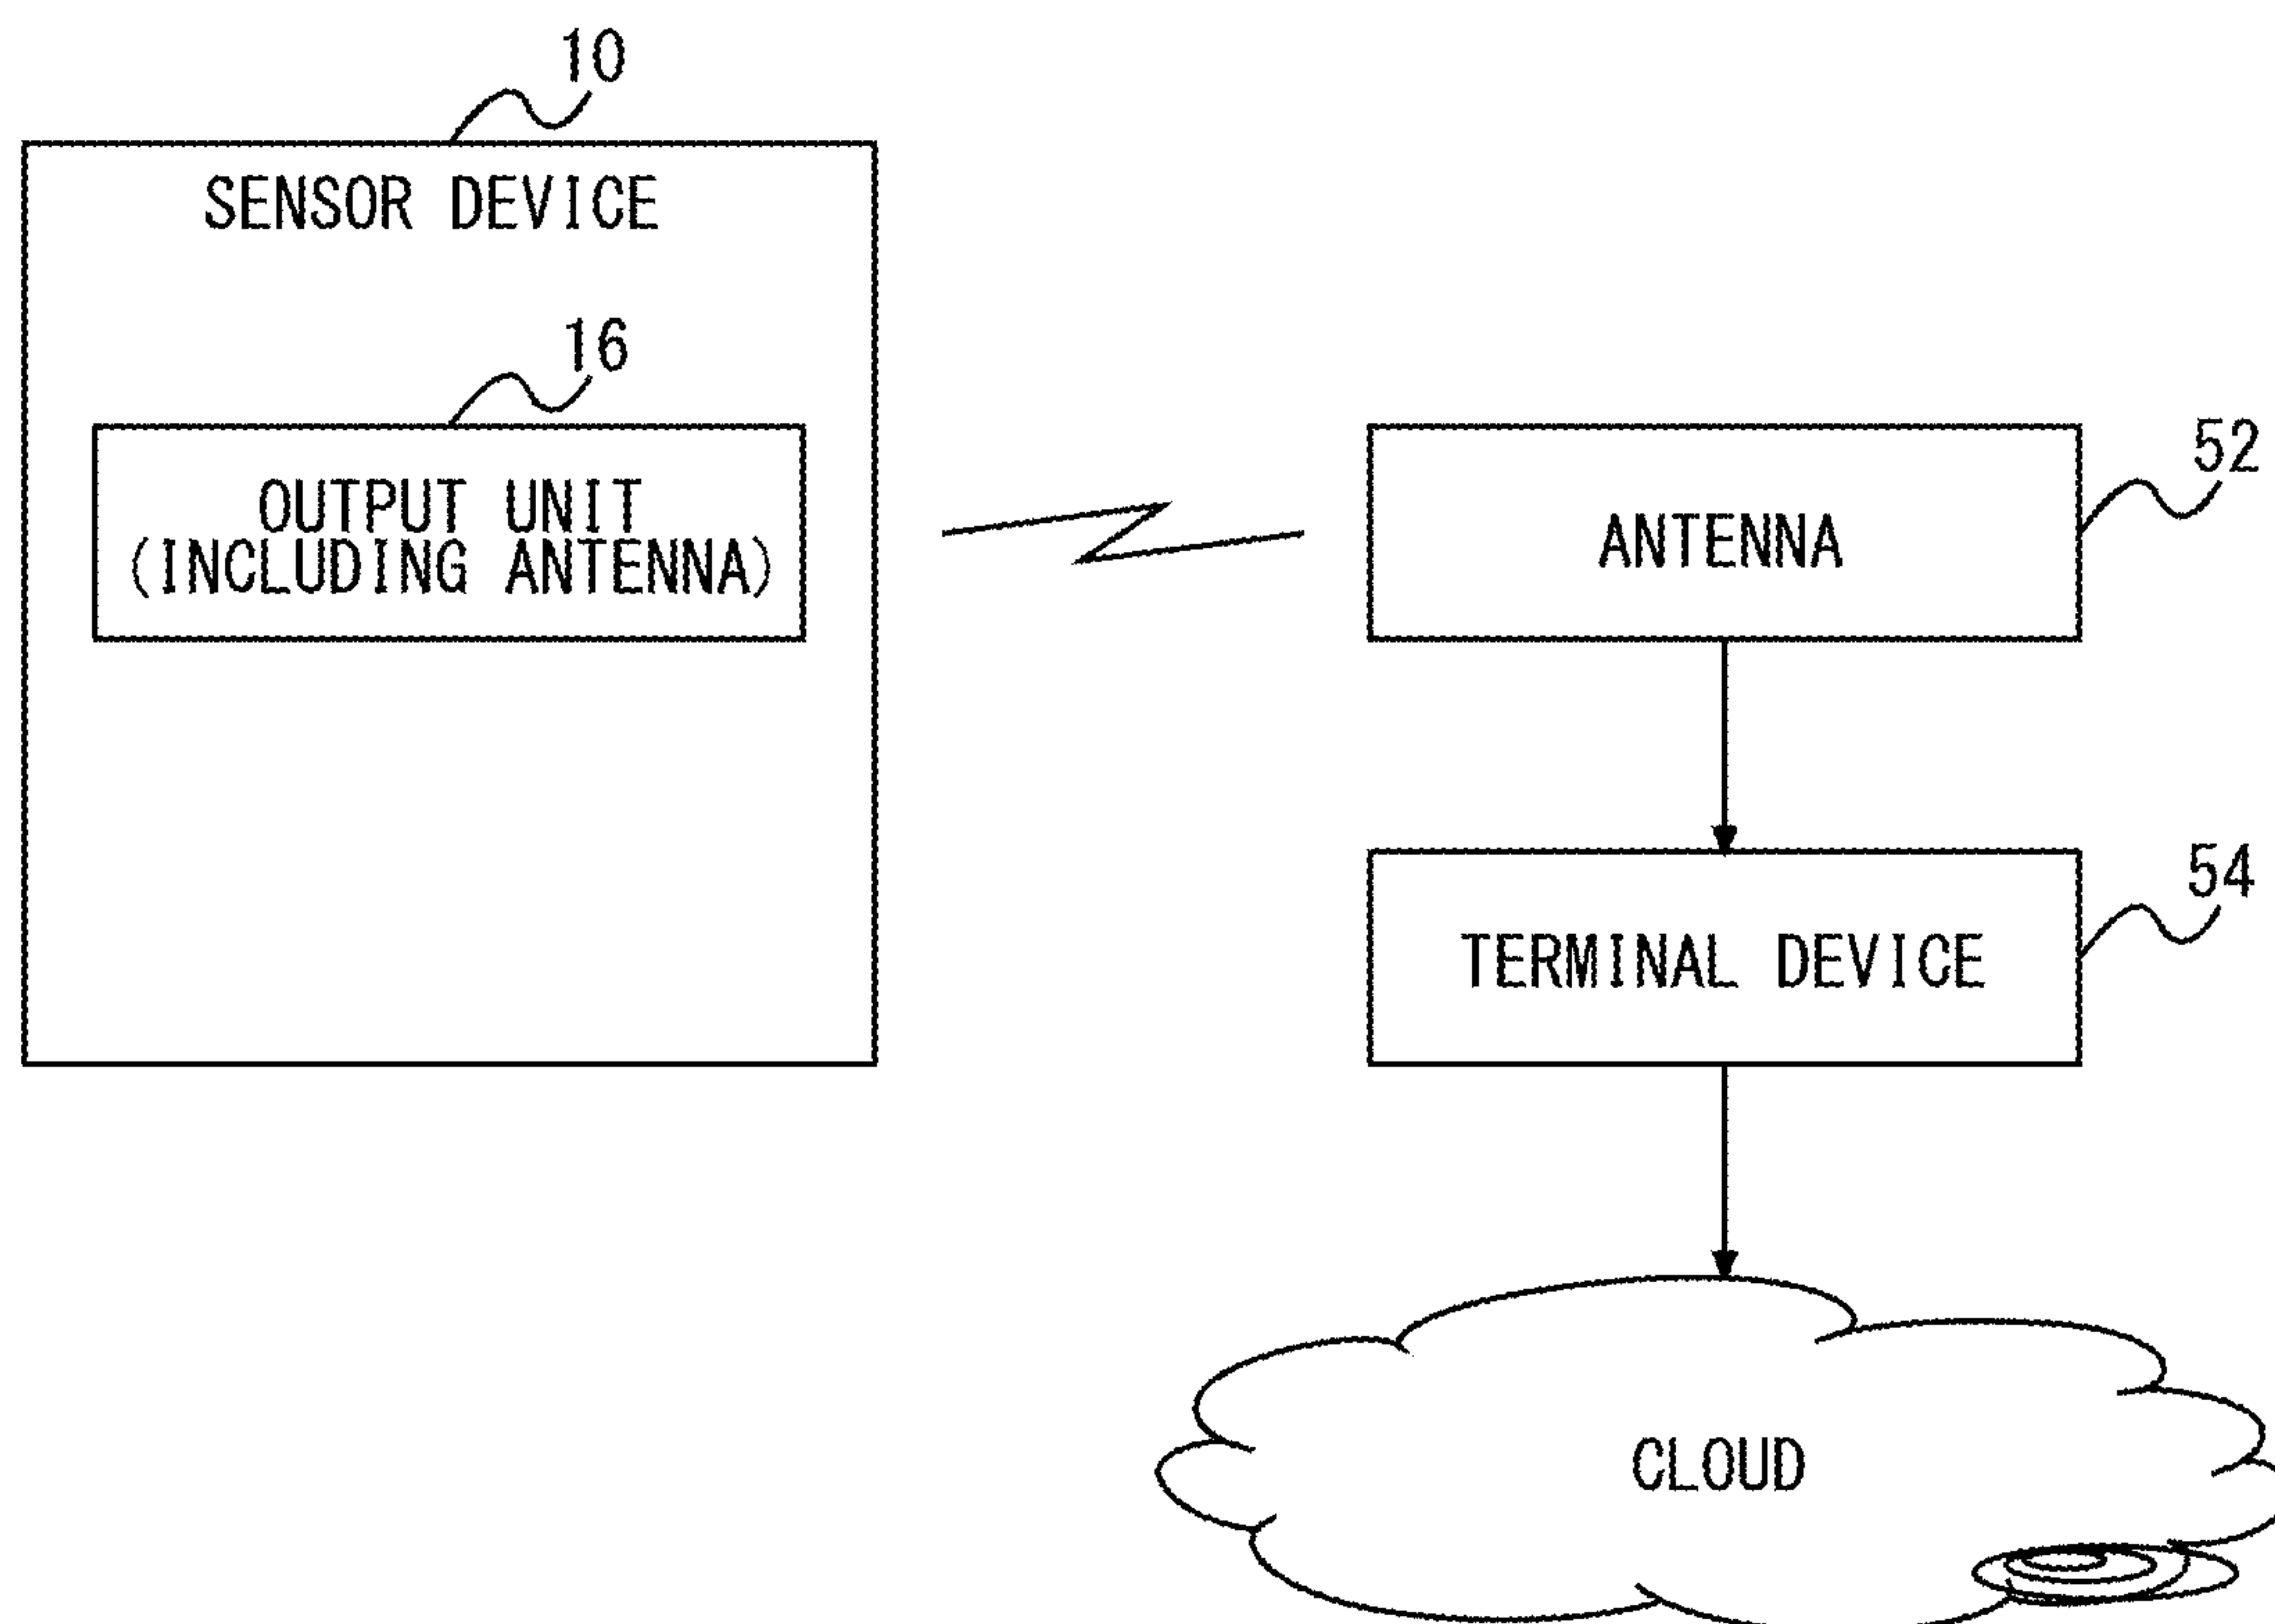 10
SENSOR DEVICE
16
OUTPUT UNIT
(INCLUDING ANTENNA)
52
ANTENNA
54
TERMINAL DEVICE
CLOUD